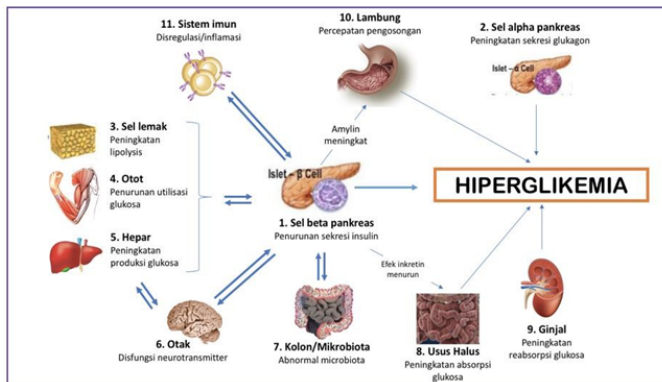 11. Sistem imun
Disregulasi/inflamasi
10. Lambung
Percepatan pengosongan
2. Sel alpha pankreas
Peningkatan sekresi glukagon
Islet – α Cell
3. Sel lemak
Peningkatan
lipolysis
4. Otot
Penurunan utilisasi
glukosa
5. Hepar
Peningkatan
produksi glukosa
Amylin
meningkat
Islet – β Cell
1. Sel beta pankreas
Penurunan sekresi insulin
HIPERGLIKEMIA
Efek inkretin
menurun
6. Otak
Disfungsi neurotransmitter
7. Kolon/Mikrobiota
Abnormal microbiota
8. Usus Halus
Peningkatan absorpsi
glukosa
9. Ginjal
Peningkatan
reabsorpsi glukosa